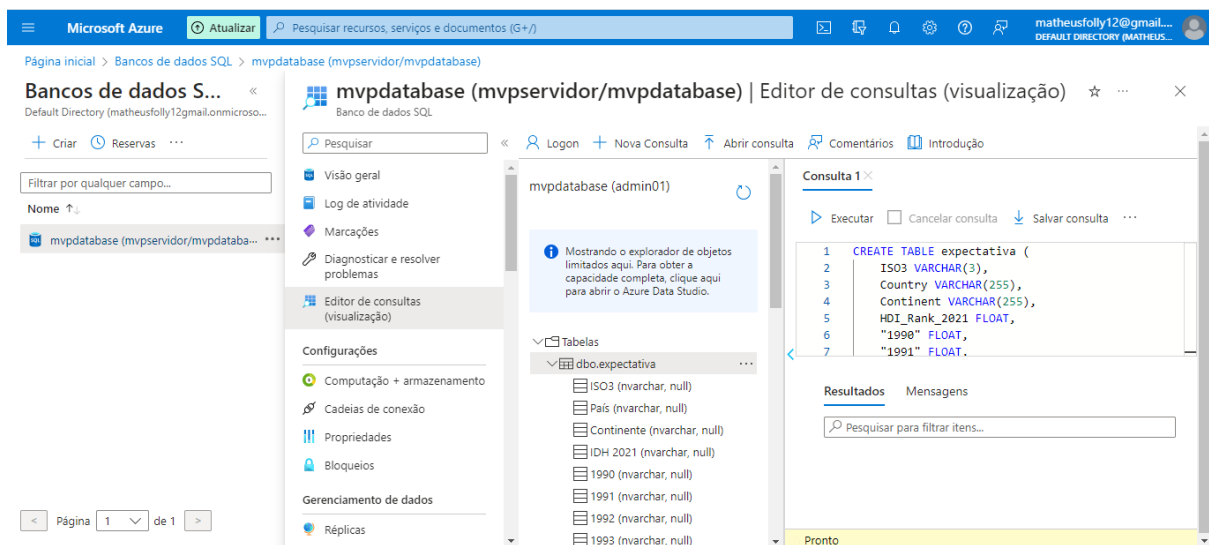 Microsoft Azure
Atualizar
Pesquisar recursos, serviços e documentos (G+/)
matheusfolly12@gmail....
DEFAULT DIRECTORY (MATHEUS...
Página inicial > Bancos de dados SQL > mvpdatabase (mvpservidor/mvpdatabase)
Bancos de dados S... «
Default Directory (matheusfolly12gmail.onmicroso...
+ Criar Reservas ...
Filtrar por qualquer campo...
Nome ↑↓
mvpdatabase (mvpservidor/mvpdataba... ...
< Página 1 de 1 >
mvpdatabase (mvpservidor/mvpdatabase) | Editor de consultas (visualização)
Banco de dados SQL
Pesquisar «
Visão geral
Log de atividade
Marcações
Diagnosticar e resolver
problemas
Editor de consultas
(visualização)
Configurações
Computação + armazenamento
Cadeias de conexão
Propriedades
Bloqueios
Gerenciamento de dados
Réplicas
Logon + Nova Consulta Abrir consulta Comentários Introdução
mvpdatabase (admin01)
Mostrando o explorador de objetos
limitados aqui. Para obter a
capacidade completa, clique aqui
para abrir o Azure Data Studio.
Tabelas
dbo.expectativa ...
ISO3 (nvarchar, null)
País (nvarchar, null)
Continente (nvarchar, null)
IDH 2021 (nvarchar, null)
1990 (nvarchar, null)
1991 (nvarchar, null)
1992 (nvarchar, null)
1993 (nvarchar, null)
Consulta 1 ×
Executar Cancelar consulta Salvar consulta ...
1 CREATE TABLE expectativa (
2 ISO3 VARCHAR(3),
3 Country VARCHAR(255),
4 Continent VARCHAR(255),
5 HDI_Rank_2021 FLOAT,
6 "1990" FLOAT,
7 "1991" FLOAT,
Resultados Mensagens
Pesquisar para filtrar itens...
Pronto